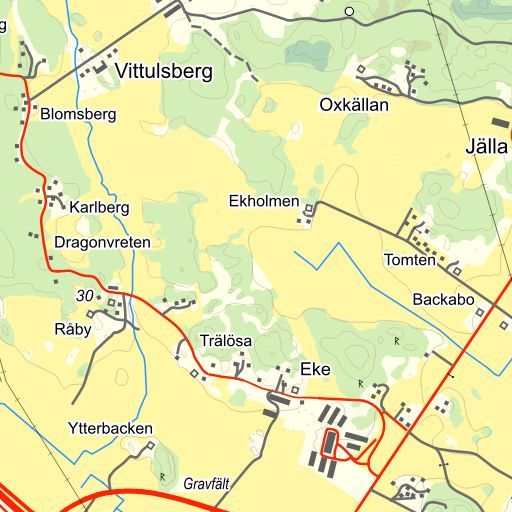 Vittulsberg
Oxkällan
Blomsberg
Jälla
Karlberg
Ekholmen
Dragonvreten
Tomten
30
Backabo
Råby
Trälösa
Eke
R
R
R
Ytterbacken
Gravfält